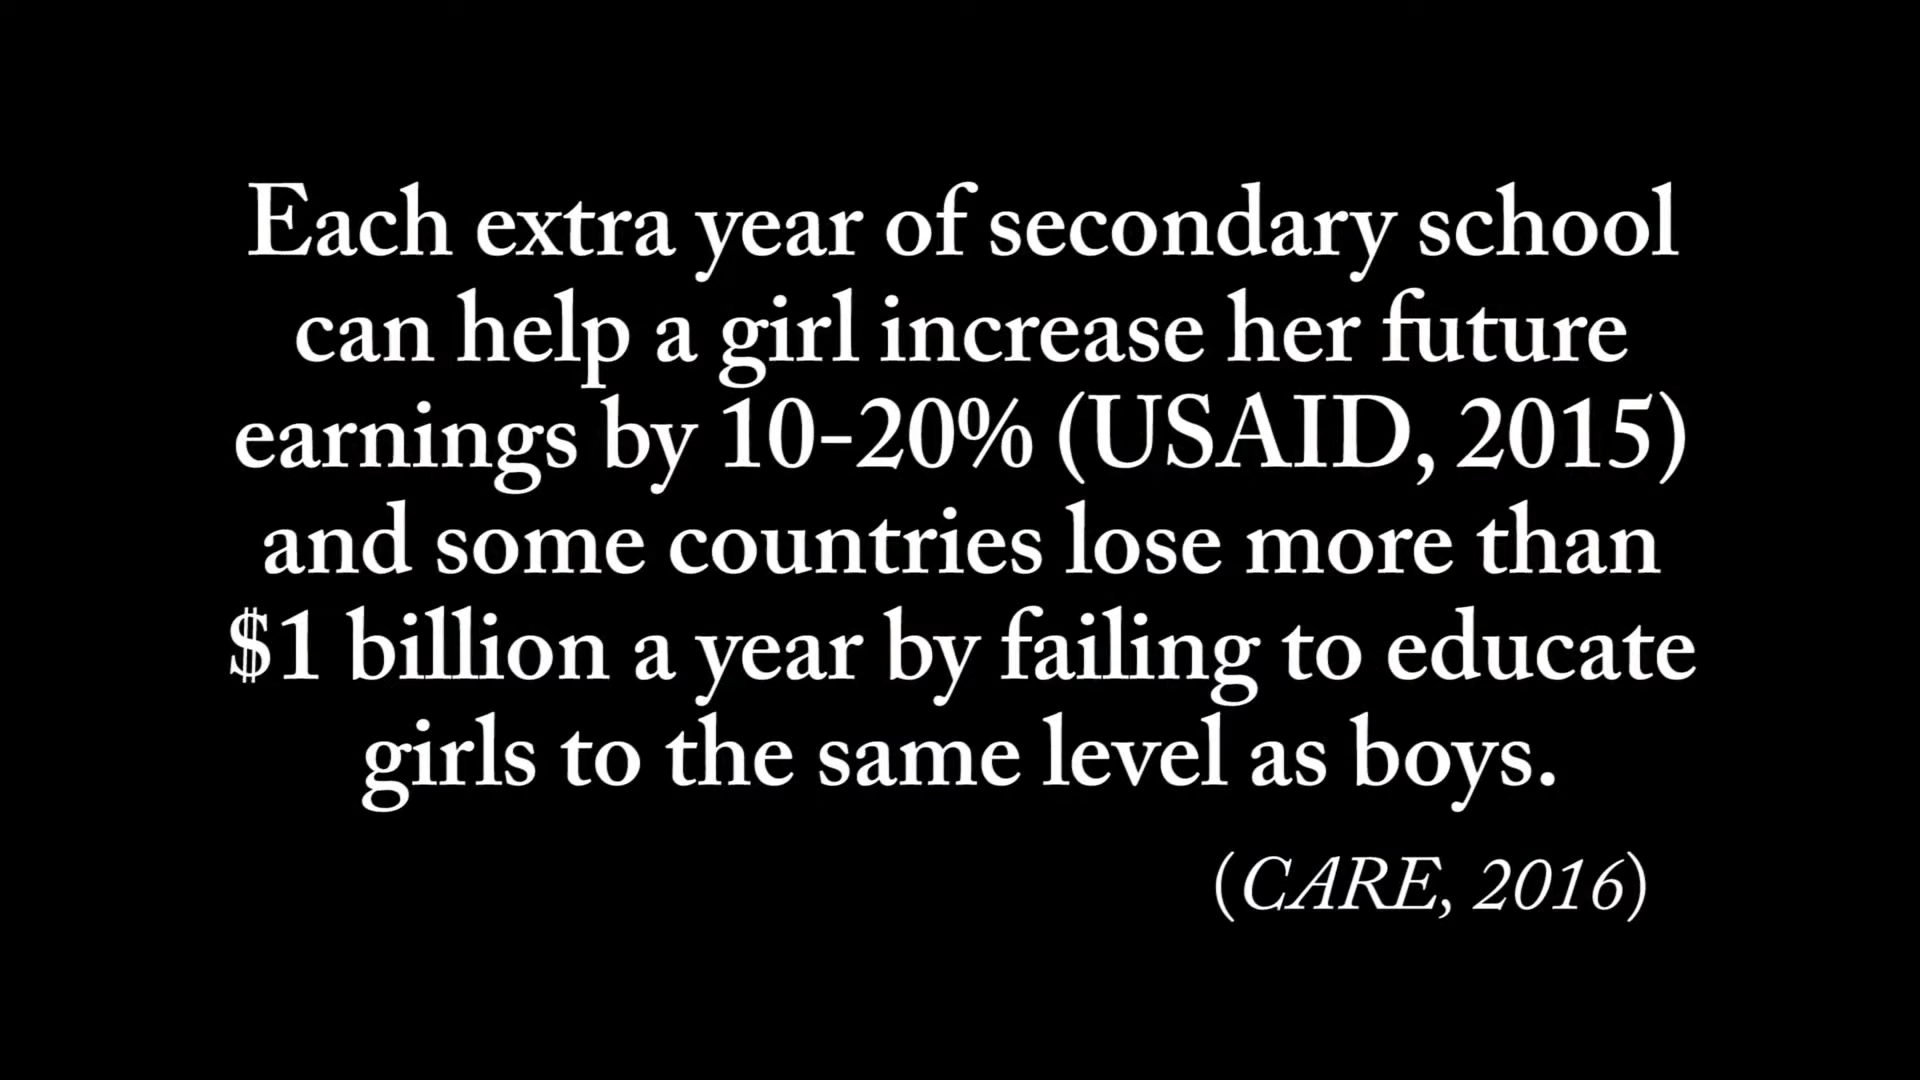 Each extra year of secondary school
can help a girl increase her future
earnings by 10-20% (USAID, 2015)
and some countries lose more than
$1 billion a year by failing to educate
girls to the same level as boys.
(CARE, 2016)